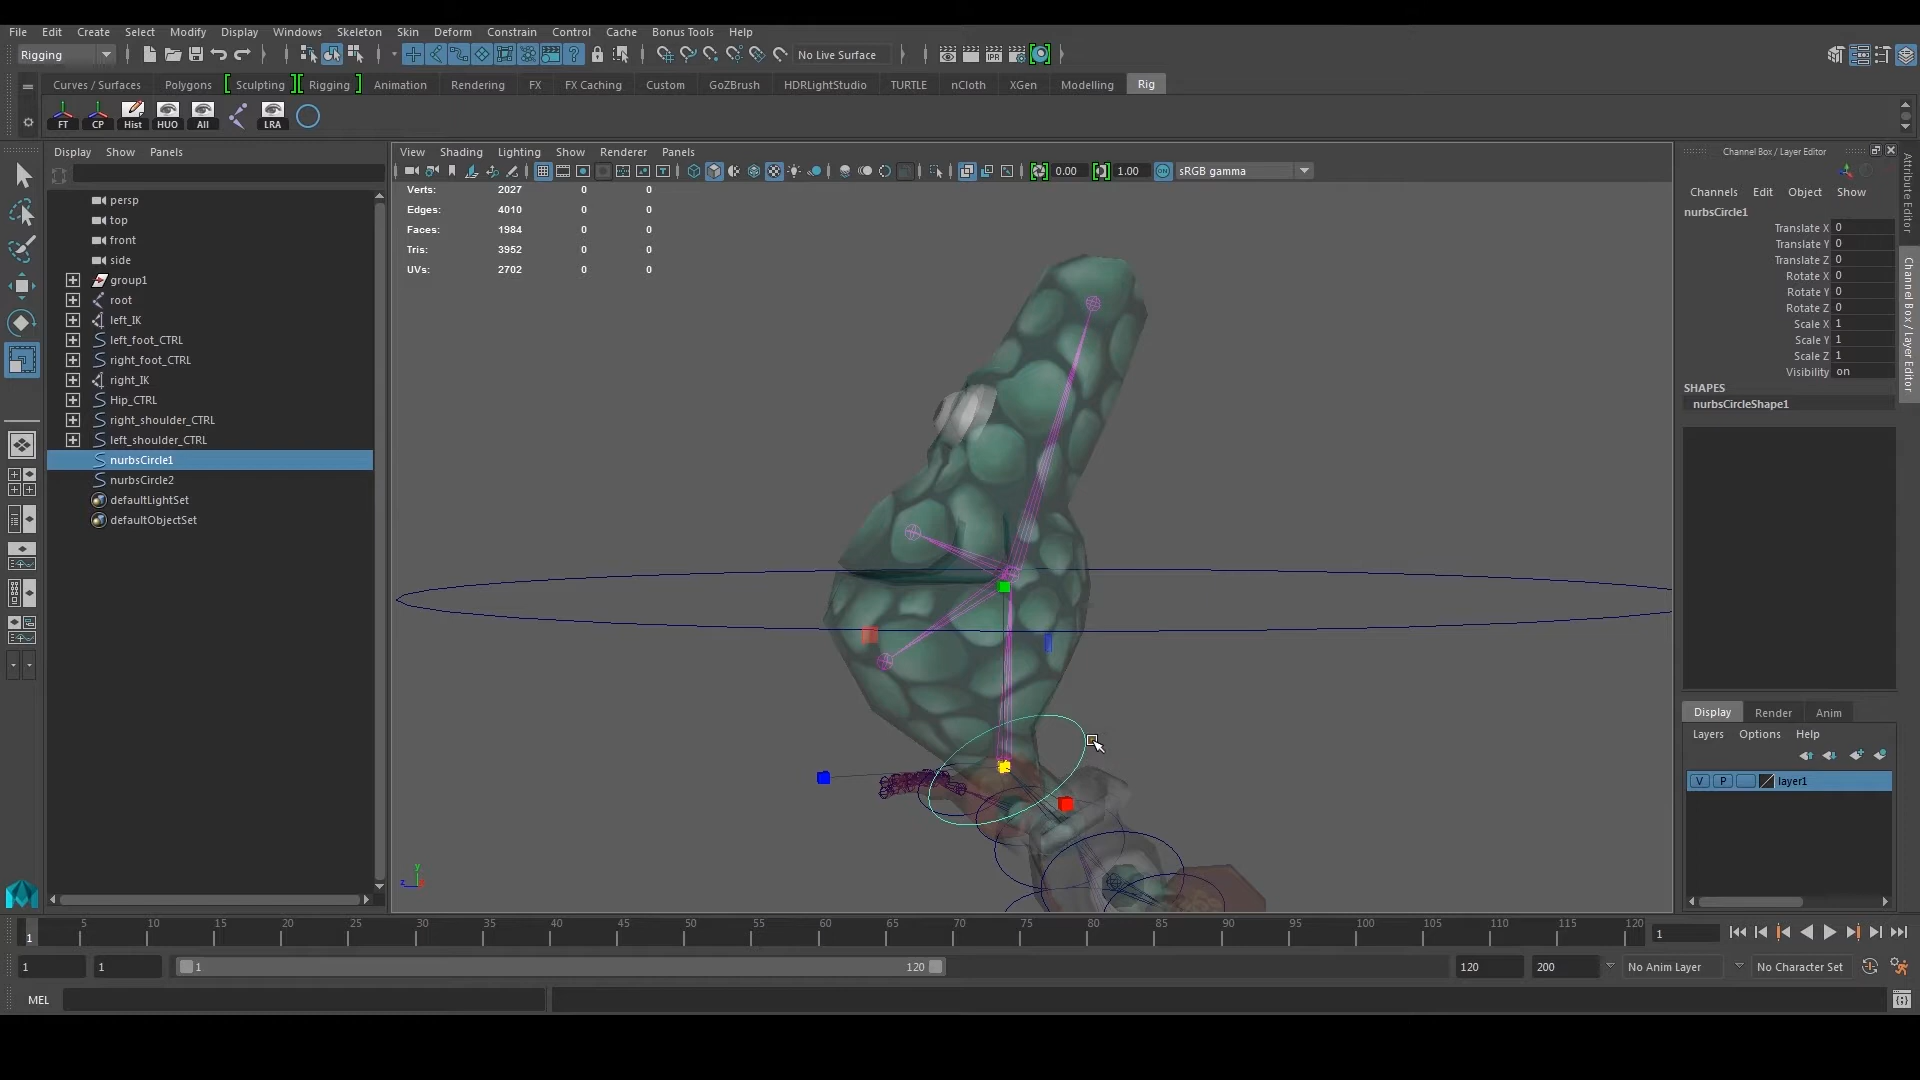 File Edit Create Select Modify Display Windows Skeleton Skin Deform Constrain Control Cache Bonus Tools Help
Rigging No Live Surface IPR
Curves / Surfaces Polygons Sculpting Rigging Animation Rendering FX FX Caching Custom GoZBrush HDRLightStudio TURTLE nCloth XGen Modelling Rig
FT CP Hist HUO All LRA
Display Show Panels
View Shading Lighting Show Renderer Panels
Channel Box / Layer Editor
0.00 1.00 sRGB gamma
Channels Edit Object Show
Verts: 2027 0 0
Edges: 4010 0 0
Faces: 1984 0 0
Tris: 3952 0 0
UVs: 2702 0 0
persp
top
front
side
group1
root
left_IK
left_foot_CTRL
right_foot_CTRL
right_IK
Hip_CTRL
right_shoulder_CTRL
left_shoulder_CTRL
nurbsCircle1
nurbsCircle2
defaultLightSet
defaultObjectSet
nurbsCircle1
Translate X 0
Translate Y 0
Translate Z 0
Rotate X 0
Rotate Y 0
Rotate Z 0
Scale X 1
Scale Y 1
Scale Z 1
Visibility on
SHAPES
nurbsCircleShape1
Attribute Editor
Channel Box / Layer Editor
Display Render Anim
Layers Options Help
V P layer1
y
z
1 5 10 15 20 25 30 35 40 45 50 55 60 65 70 75 80 85 90 95 100 105 110 115 120 1
1 1 1 120 120 200 No Anim Layer No Character Set
MEL